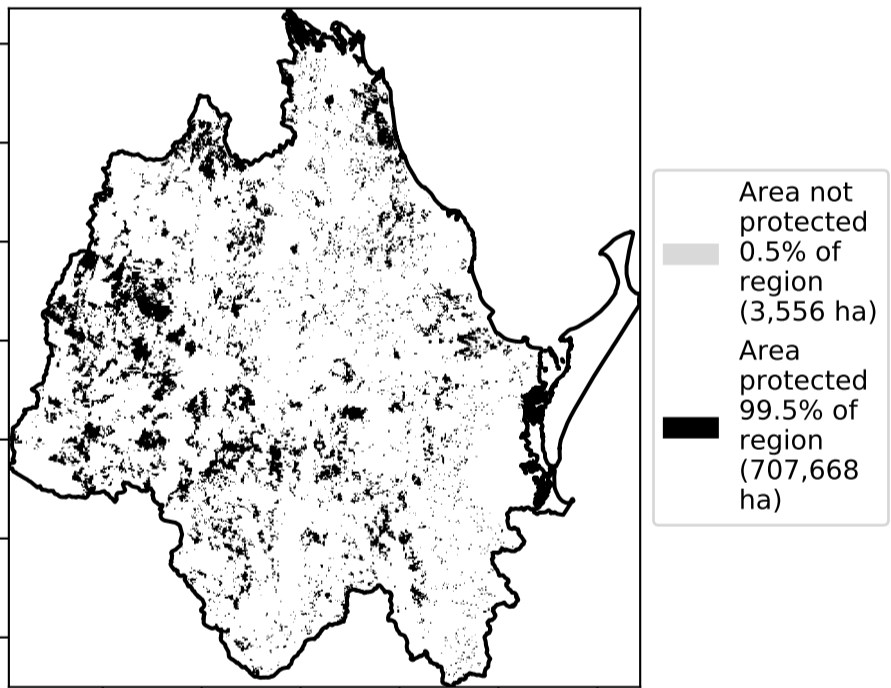 Area not
protected
0.5% of
region
(3,556 ha)
Area
protected
99.5% of
region
(707,668
ha)